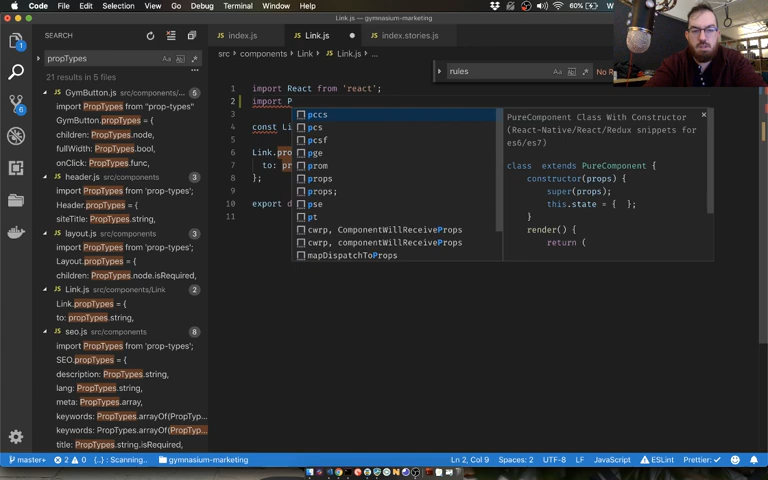 Code File Edit Selection View Go Debug Terminal Window Help 60%
Link.js — gymnasium-marketing
SEARCH
propTypes
Aa
21 results in 5 files
GymButton.js src/components/... 5
import PropTypes from "prop-types"
GymButton.propTypes = {
children: PropTypes.node,
fullWidth: PropTypes.bool,
onClick: PropTypes.func,
header.js src/components 3
import PropTypes from 'prop-types';
Header.propTypes = {
siteTitle: PropTypes.string,
layout.js src/components 3
import PropTypes from 'prop-types';
Layout.propTypes = {
children: PropTypes.node.isRequired,
Link.js src/components/Link 2
Link.propTypes = {
to: propTypes.string,
seo.js src/components 8
import PropTypes from 'prop-types';
SEO.propTypes = {
description: PropTypes.string,
lang: PropTypes.string,
meta: PropTypes.array,
keywords: PropTypes.arrayOf(PropTyp...
keywords: PropTypes.arrayOf(PropTyp...
title: PropTypes.string.isRequired,
JS index.js JS Link.js JS index.stories.js
src › components › Link › JS Link.js › ...
rules
Aa
No R
1 import React from 'react';
2 import P
3
4 const Li
5
6 Link.pro
7 to: pr
8 };
9
10 export d
11
pccs
pcs
pcsf
pge
prom
props
props;
pse
pt
cwrp, ComponentWillReceiveProps
cwrp, componentWillReceiveProps
mapDispatchToProps
PureComponent Class With Constructor
(React-Native/React/Redux snippets for
es6/es7)
class extends PureComponent {
constructor(props) {
super(props);
this.state = { };
}
render() {
return (
master+ 2 0 {..} : Scanning.. gymnasium-marketing Ln 2, Col 9 Spaces: 2 UTF-8 LF JavaScript ESLint Prettier: ✓